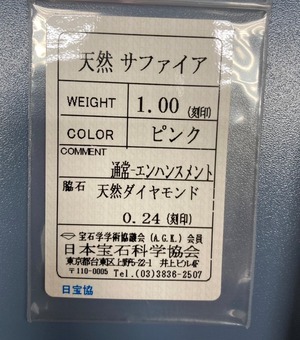 天然 サファイア
WEIGHT 1.00 (刻印)
COLOR ピンク
COMMENT
通常-エンハンスメント
脇石 天然ダイヤモンド
0.24 (刻印)
宝石学学術協議会 (A.G.K.) 会員
日本宝石科学協会
東京都台東区上野5-22-1 井上ビル4F
〒110-0005 Tel.(03)3836-2507
日宝協